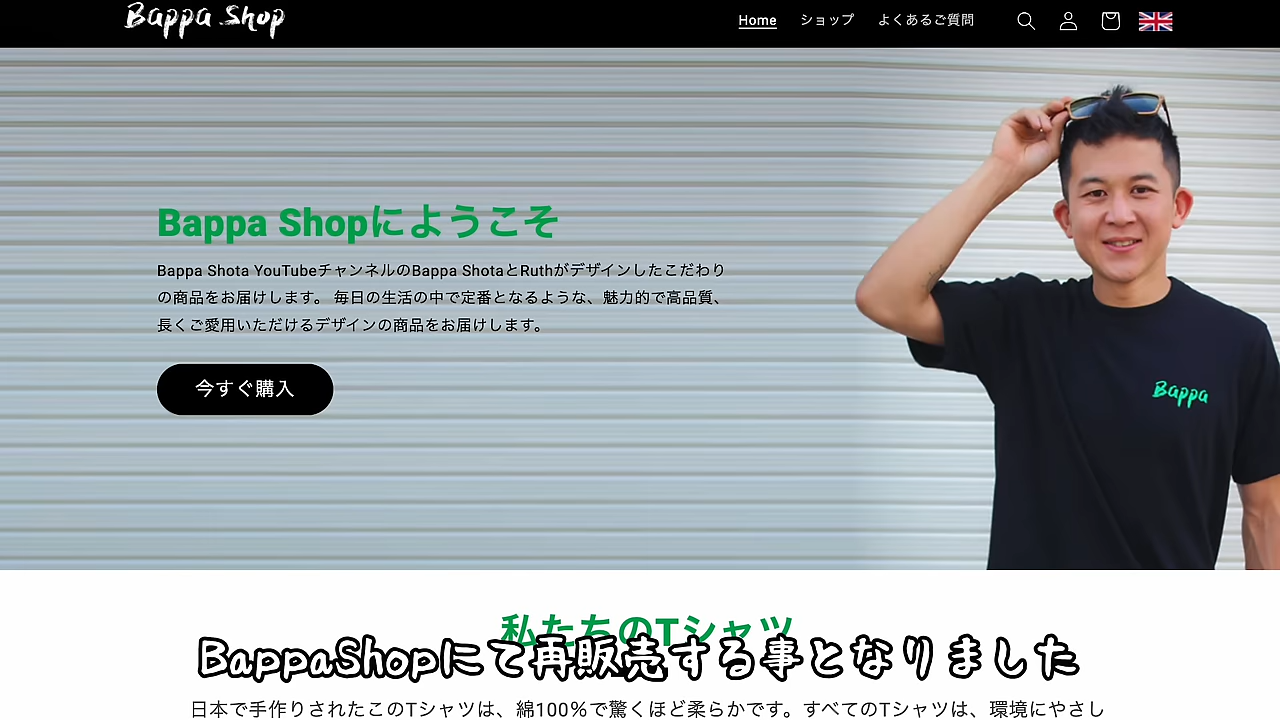 Bappa Shop
Home ショップ よくあるご質問
Bappa Shopにようこそ
Bappa Shota YouTubeチャンネルのBappa ShotaとRuthがデザインしたこだわり
の商品をお届けします。 毎日の生活の中で定番となるような、魅力的で高品質、
長くご愛用いただけるデザインの商品をお届けします。
今すぐ購入
Bappa
私たちのTシャツ
BappaShopにて再販売する事となりました
日本で手作りされたこのTシャツは、綿100%で驚くほど柔らかです。すべてのTシャツは、環境にやさし